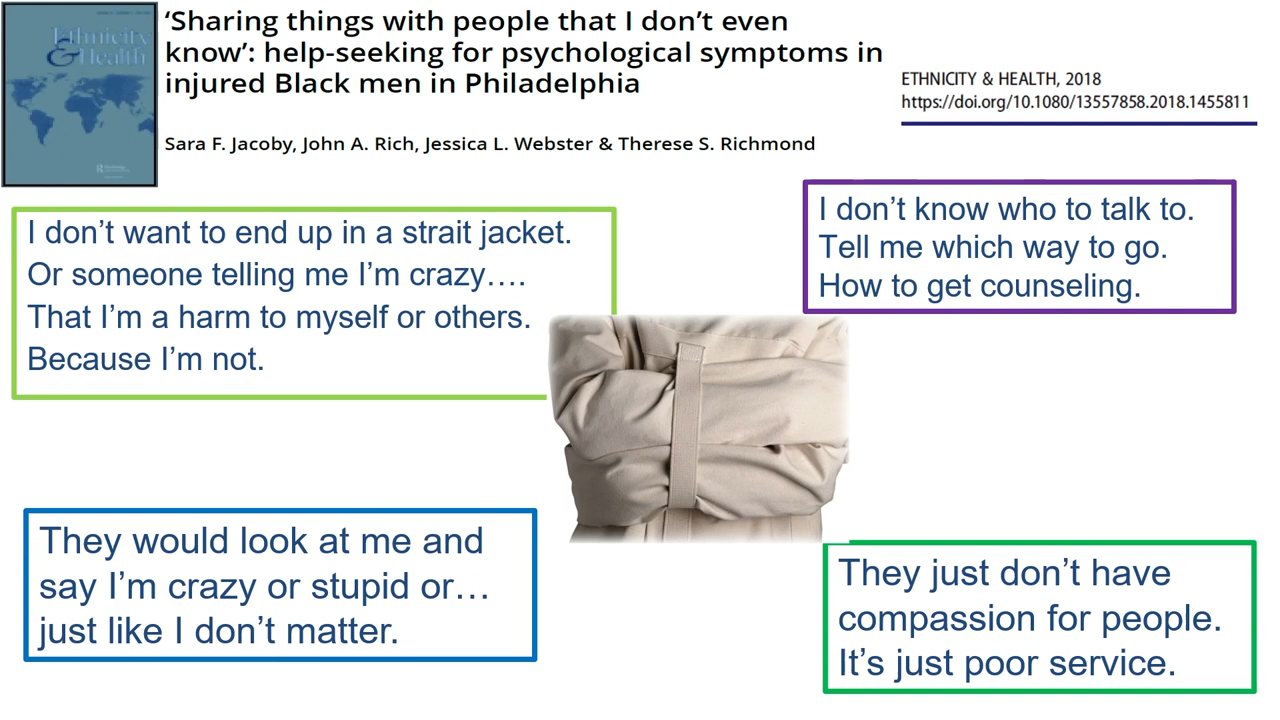 Ethnicity
& Health
‘Sharing things with people that I don’t even
know’: help-seeking for psychological symptoms in
injured Black men in Philadelphia
Sara F. Jacoby, John A. Rich, Jessica L. Webster & Therese S. Richmond
ETHNICITY & HEALTH, 2018
https://doi.org/10.1080/13557858.2018.1455811
I don’t want to end up in a strait jacket.
Or someone telling me I’m crazy….
That I’m a harm to myself or others.
Because I’m not.
I don’t know who to talk to.
Tell me which way to go.
How to get counseling.
They would look at me and
say I’m crazy or stupid or…
just like I don’t matter.
They just don’t have
compassion for people.
It’s just poor service.